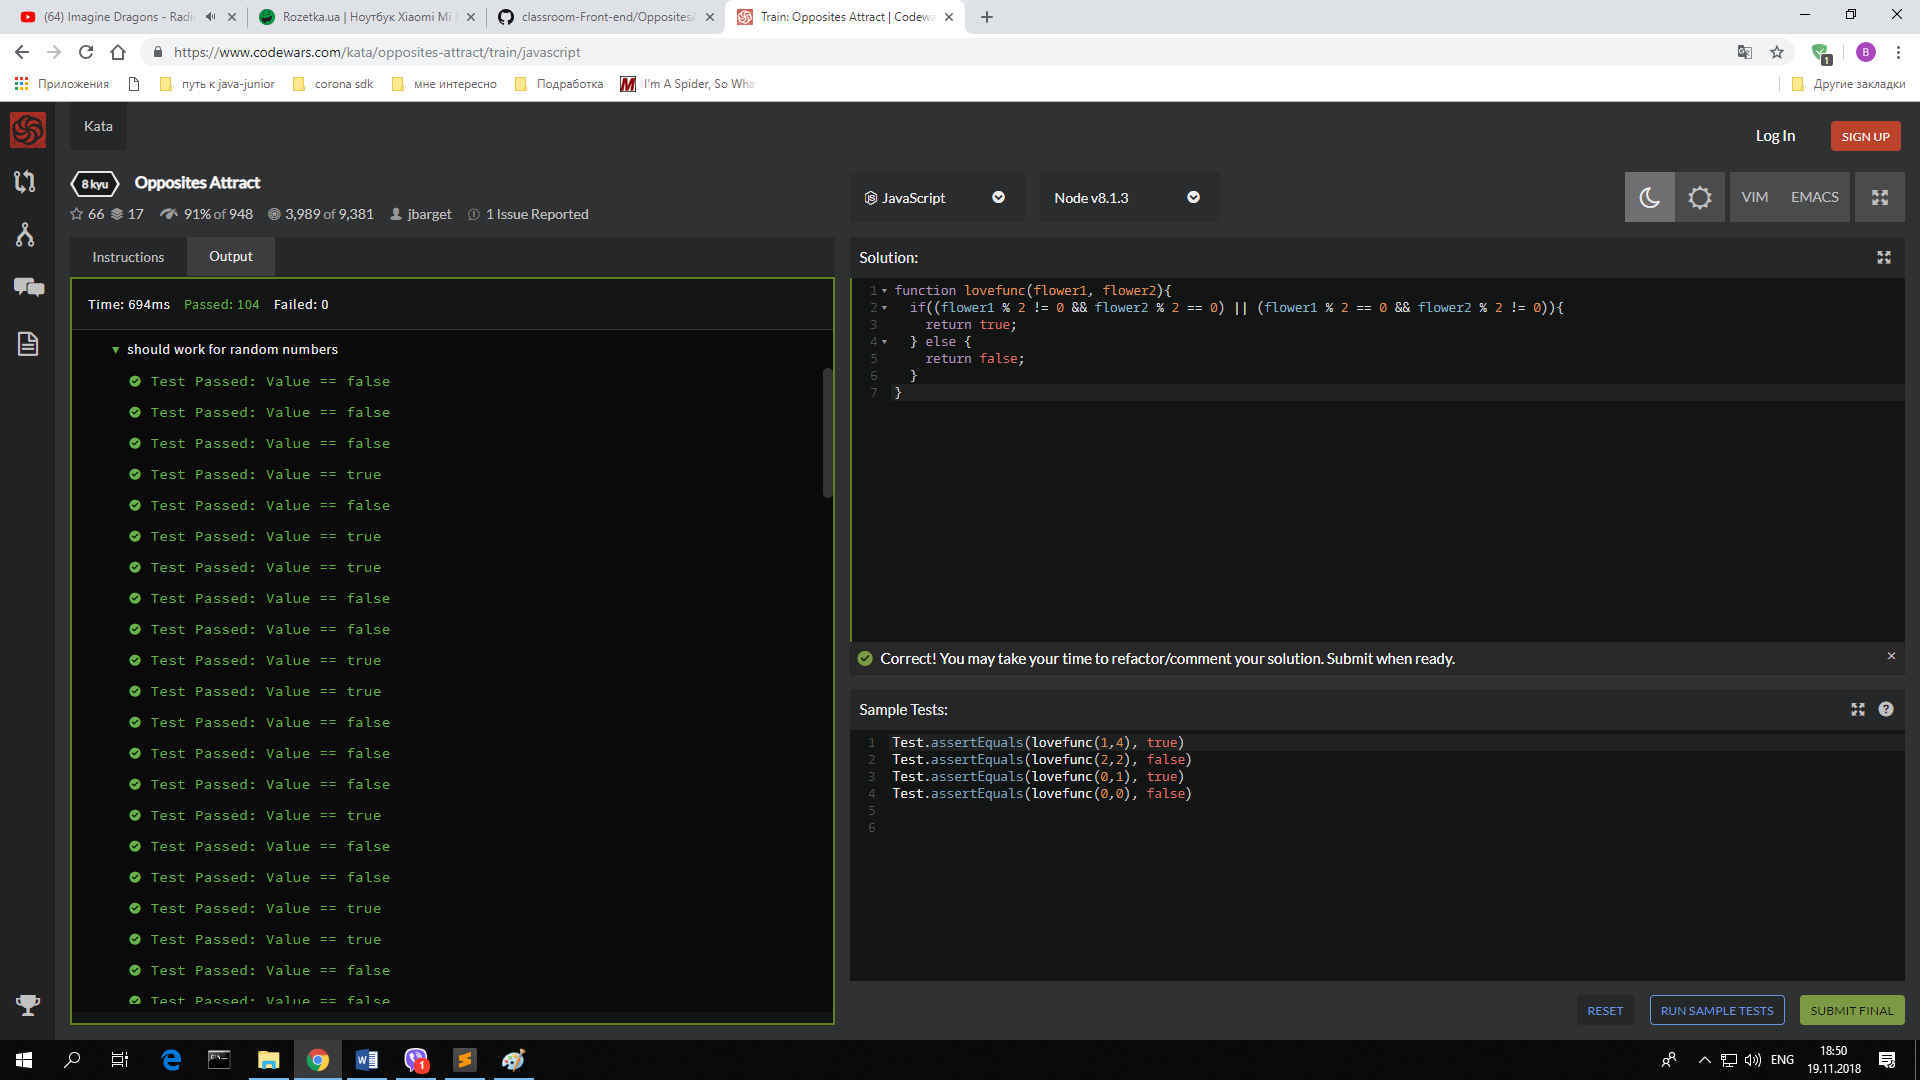 (64) Imagine Dragons - Radio
Rozetka.ua | Ноутбук Xiaomi Mi
classroom-Front-end/Opposites
Train: Opposites Attract | Codewa
https://www.codewars.com/kata/opposites-attract/train/javascript
1
B
Приложения
путь к java-junior
corona sdk
мне интересно
Подработка
M
I'm A Spider, So Wha
Другие закладки
Kata
Log In
SIGN UP
8 kyu
Opposites Attract
66
17
91% of 948
3,989 of 9,381
jbarget
1 Issue Reported
JavaScript
Node v8.1.3
VIM
EMACS
Instructions
Output
Time: 694ms Passed: 104 Failed: 0
should work for random numbers
Test Passed: Value == false
Test Passed: Value == false
Test Passed: Value == false
Test Passed: Value == true
Test Passed: Value == false
Test Passed: Value == true
Test Passed: Value == true
Test Passed: Value == false
Test Passed: Value == false
Test Passed: Value == true
Test Passed: Value == true
Test Passed: Value == false
Test Passed: Value == false
Test Passed: Value == false
Test Passed: Value == true
Test Passed: Value == false
Test Passed: Value == false
Test Passed: Value == true
Test Passed: Value == true
Test Passed: Value == false
Test Passed: Value == false
Solution:
1 function lovefunc(flower1, flower2){
2 if((flower1 % 2 != 0 && flower2 % 2 == 0) || (flower1 % 2 == 0 && flower2 % 2 != 0)){
3 return true;
4 } else {
5 return false;
6 }
7 }
Correct! You may take your time to refactor/comment your solution. Submit when ready.
Sample Tests:
1 Test.assertEquals(lovefunc(1,4), true)
2 Test.assertEquals(lovefunc(2,2), false)
3 Test.assertEquals(lovefunc(0,1), true)
4 Test.assertEquals(lovefunc(0,0), false)
5
6
RESET
RUN SAMPLE TESTS
SUBMIT FINAL
1
ENG
18:50
19.11.2018